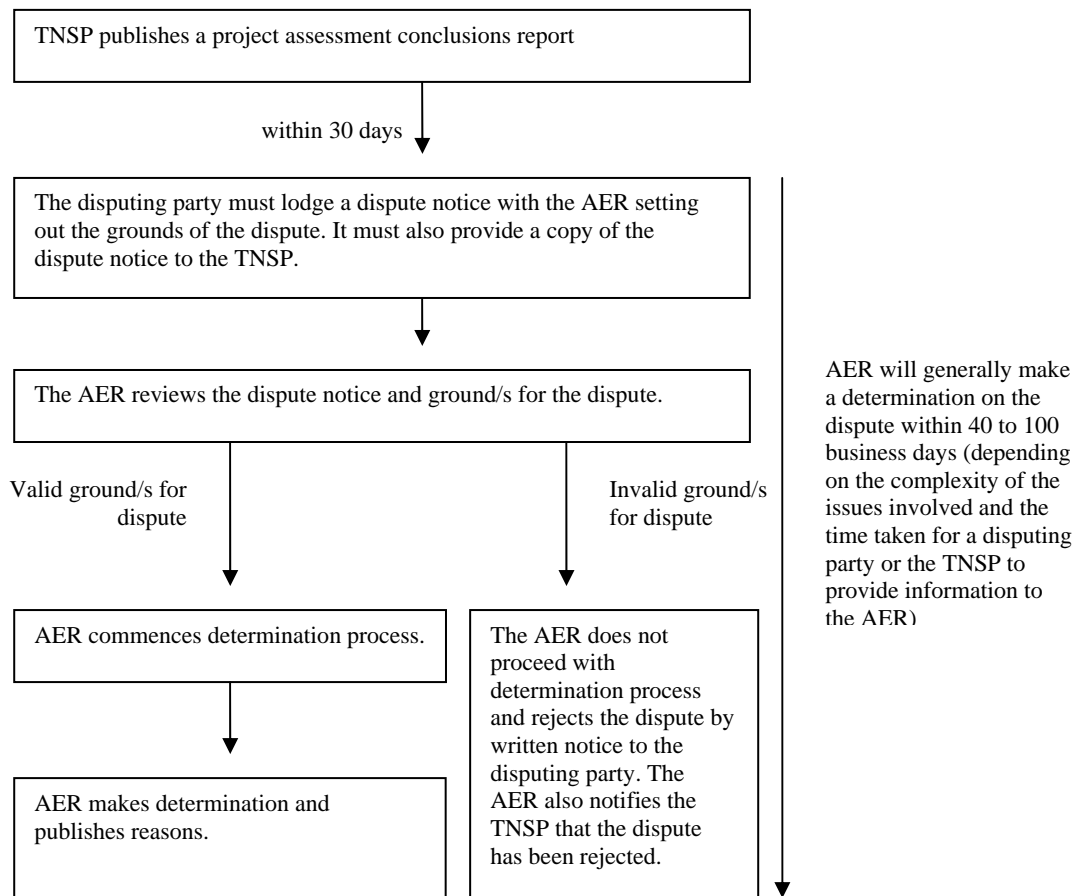 TNSP publishes a project assessment conclusions report
within 30 days
The disputing party must lodge a dispute notice with the AER setting
out the grounds of the dispute. It must also provide a copy of the
dispute notice to the TNSP.
The AER reviews the dispute notice and ground/s for the dispute.
Valid ground/s for
dispute
Invalid ground/s
for dispute
AER will generally make
a determination on the
dispute within 40 to 100
business days (depending
on the complexity of the
issues involved and the
time taken for a disputing
party or the TNSP to
provide information to
the AER)
AER commences determination process.
The AER does not
proceed with
determination process
and rejects the dispute by
written notice to the
disputing party. The
AER also notifies the
TNSP that the dispute
has been rejected.
AER makes determination and
publishes reasons.